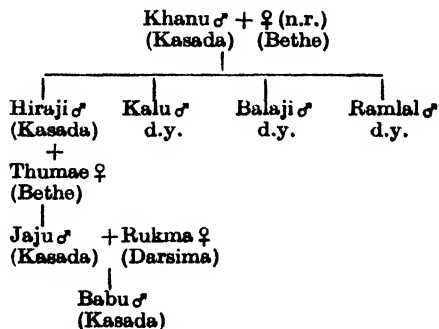 Khanu♂ + ♀ (n.r.)
(Kasada) (Bethe)
Hiraji♂ Kalu♂ Balaji♂ Ramlal♂
(Kasada) d.y. d.y. d.y.
+
Thumae♀
(Bethe)
Jaju♂ +Rukma♀
(Kasada) (Darsima)
Babu♂
(Kasada)